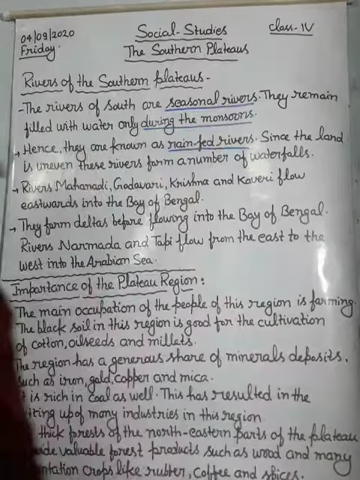 04/09/2020 Social-Studies Class-IV
Friday. The Southern Plateaus
Rivers of the Southern plateaus-
-The rivers of south are seasonal rivers. They remain
filled with water only during the monsoons.
→ Hence, they are known as rain-fed rivers. Since the land
is uneven these rivers form a number of waterfalls.
→ Rivers Mahanadi, Godavari, Krishna and Kaveri flow
eastwards into the Bay of Bengal.
→ They form deltas before flowing into the Bay of Bengal.
Rivers Narmada and Tapi flow from the east to the
west into the Arabian Sea.
Importance of the Plateau Region:
The main occupation of the people of this region is farming.
The black soil in this region is good for the cultivation
of cotton, oilseeds and millets.
The region has a generous share of minerals deposits,
such as iron, gold, copper and mica.
is rich in coal as well. This has resulted in the
up of many industries in this region
thick forests of the north-eastern parts of the plateau
valuable forest products such as wood and many
crops like rubber, coffee and spices.